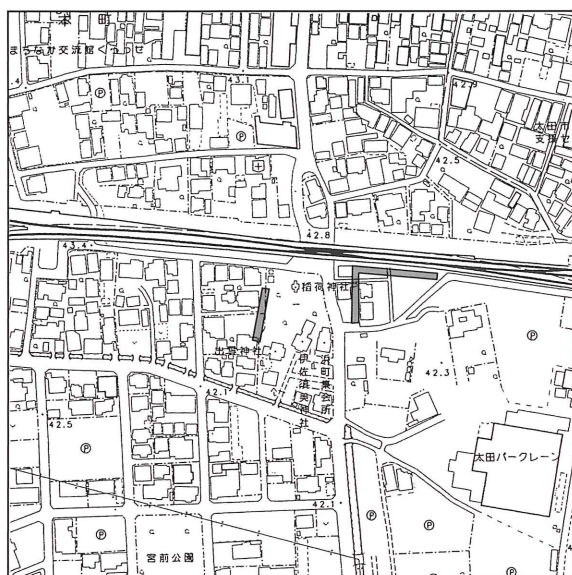 本町
まちなか交流館くらっせ
.4
43.1
42.9
太田市
支援セ
42.5
42.8
43.4
稲荷神社
出雲神社
伊佐須美神社
浜町集会所
42.3
42.1
42.5
太田パークレーン
42.1
宮前公園
P
P
P
P
P
P
P
P
P